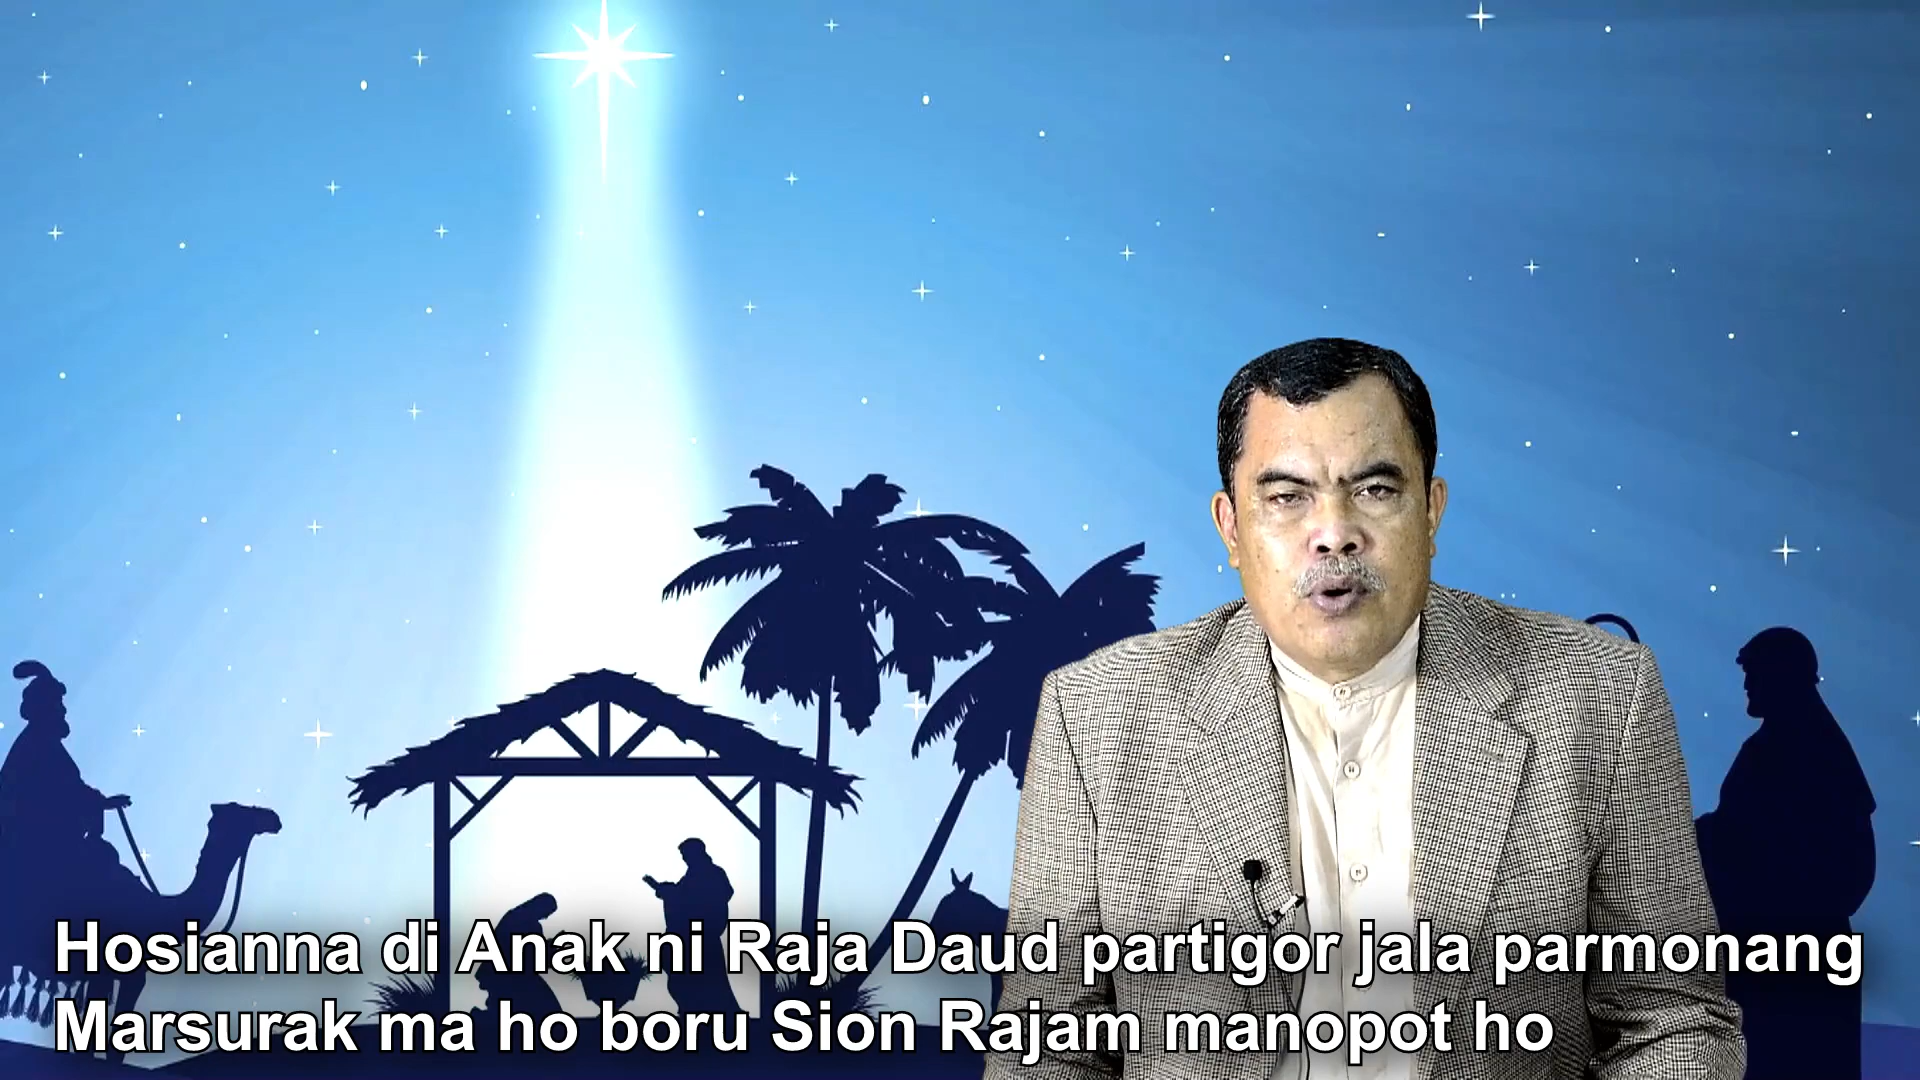 Hosianna di Anak ni Raja Daud partigor jala parmonang
Marsurak ma ho boru Sion Rajam manopot ho